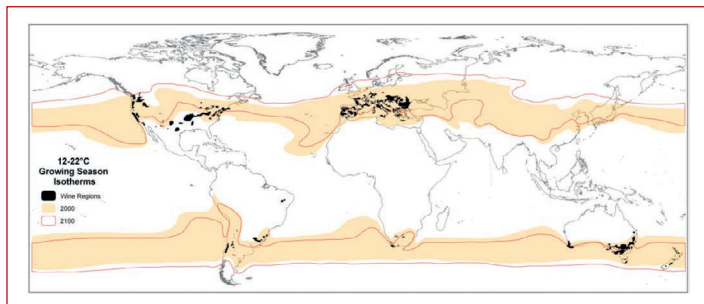 12-22°C
Growing Season
Isotherms
Wine Regions
2000
2100